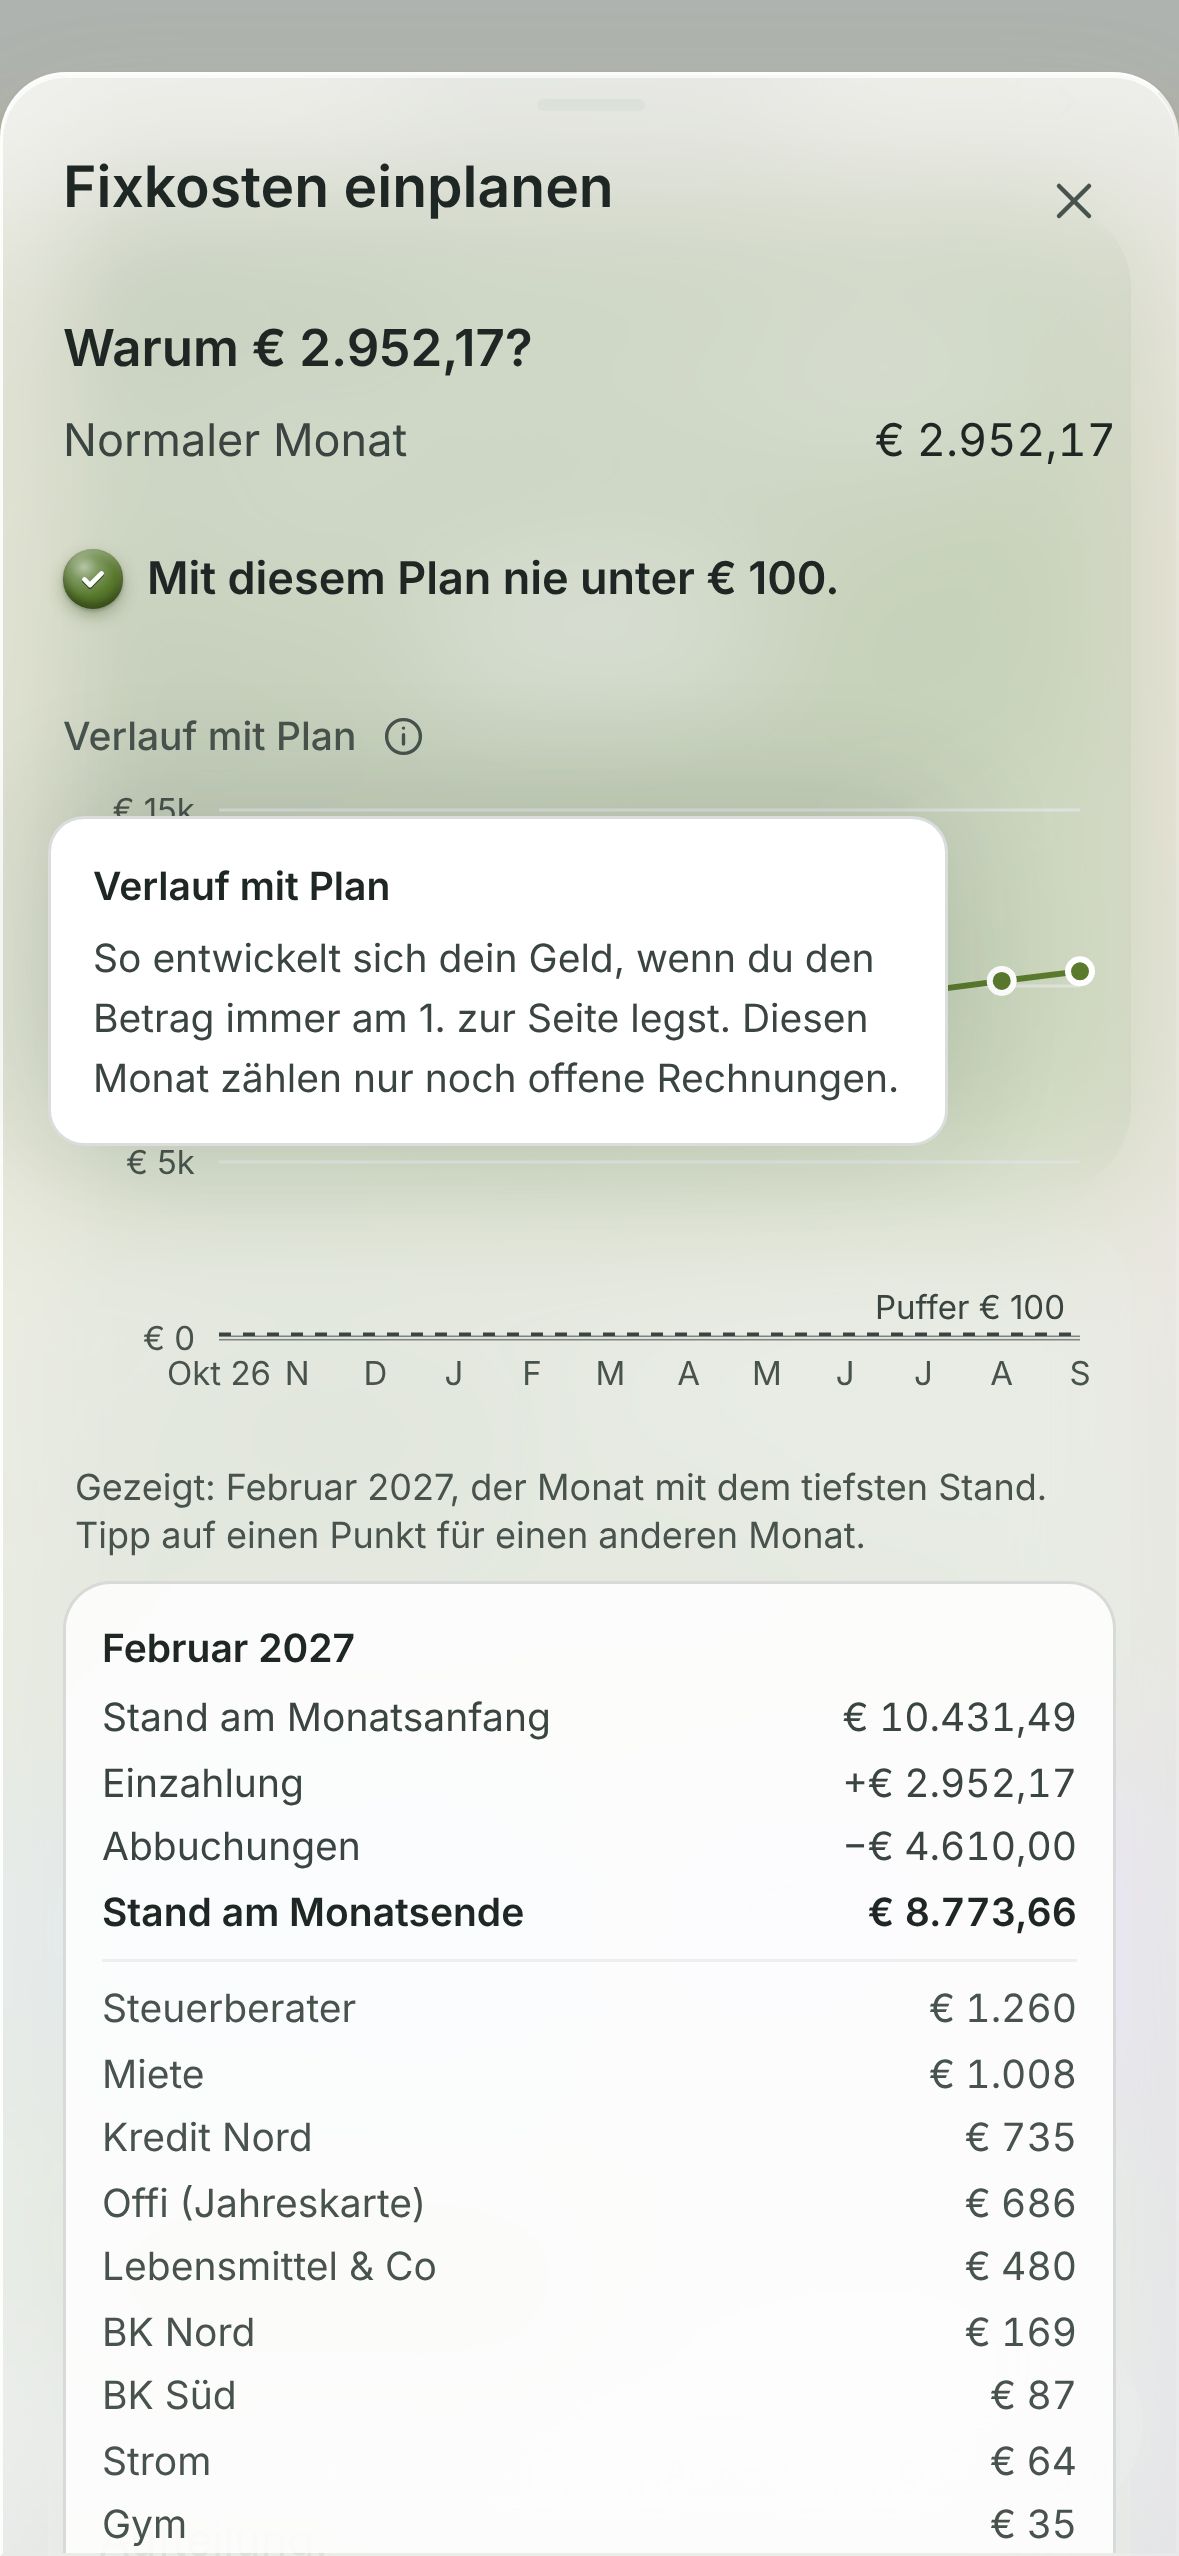 Fixkosten einplanen
Warum € 2.952,17?
Normaler Monat € 2.952,17
Mit diesem Plan nie unter € 100.
Verlauf mit Plan
€ 15k
Verlauf mit Plan
So entwickelt sich dein Geld, wenn du den
Betrag immer am 1. zur Seite legst. Diesen
Monat zählen nur noch offene Rechnungen.
€ 5k
Puffer € 100
€ 0
Okt 26 N D J F M A M J J A S
Gezeigt: Februar 2027, der Monat mit dem tiefsten Stand.
Tipp auf einen Punkt für einen anderen Monat.
Februar 2027
Stand am Monatsanfang € 10.431,49
Einzahlung +€ 2.952,17
Abbuchungen −€ 4.610,00
Stand am Monatsende € 8.773,66
Steuerberater € 1.260
Miete € 1.008
Kredit Nord € 735
Offi (Jahreskarte) € 686
Lebensmittel & Co € 480
BK Nord € 169
BK Süd € 87
Strom € 64
Gym € 35